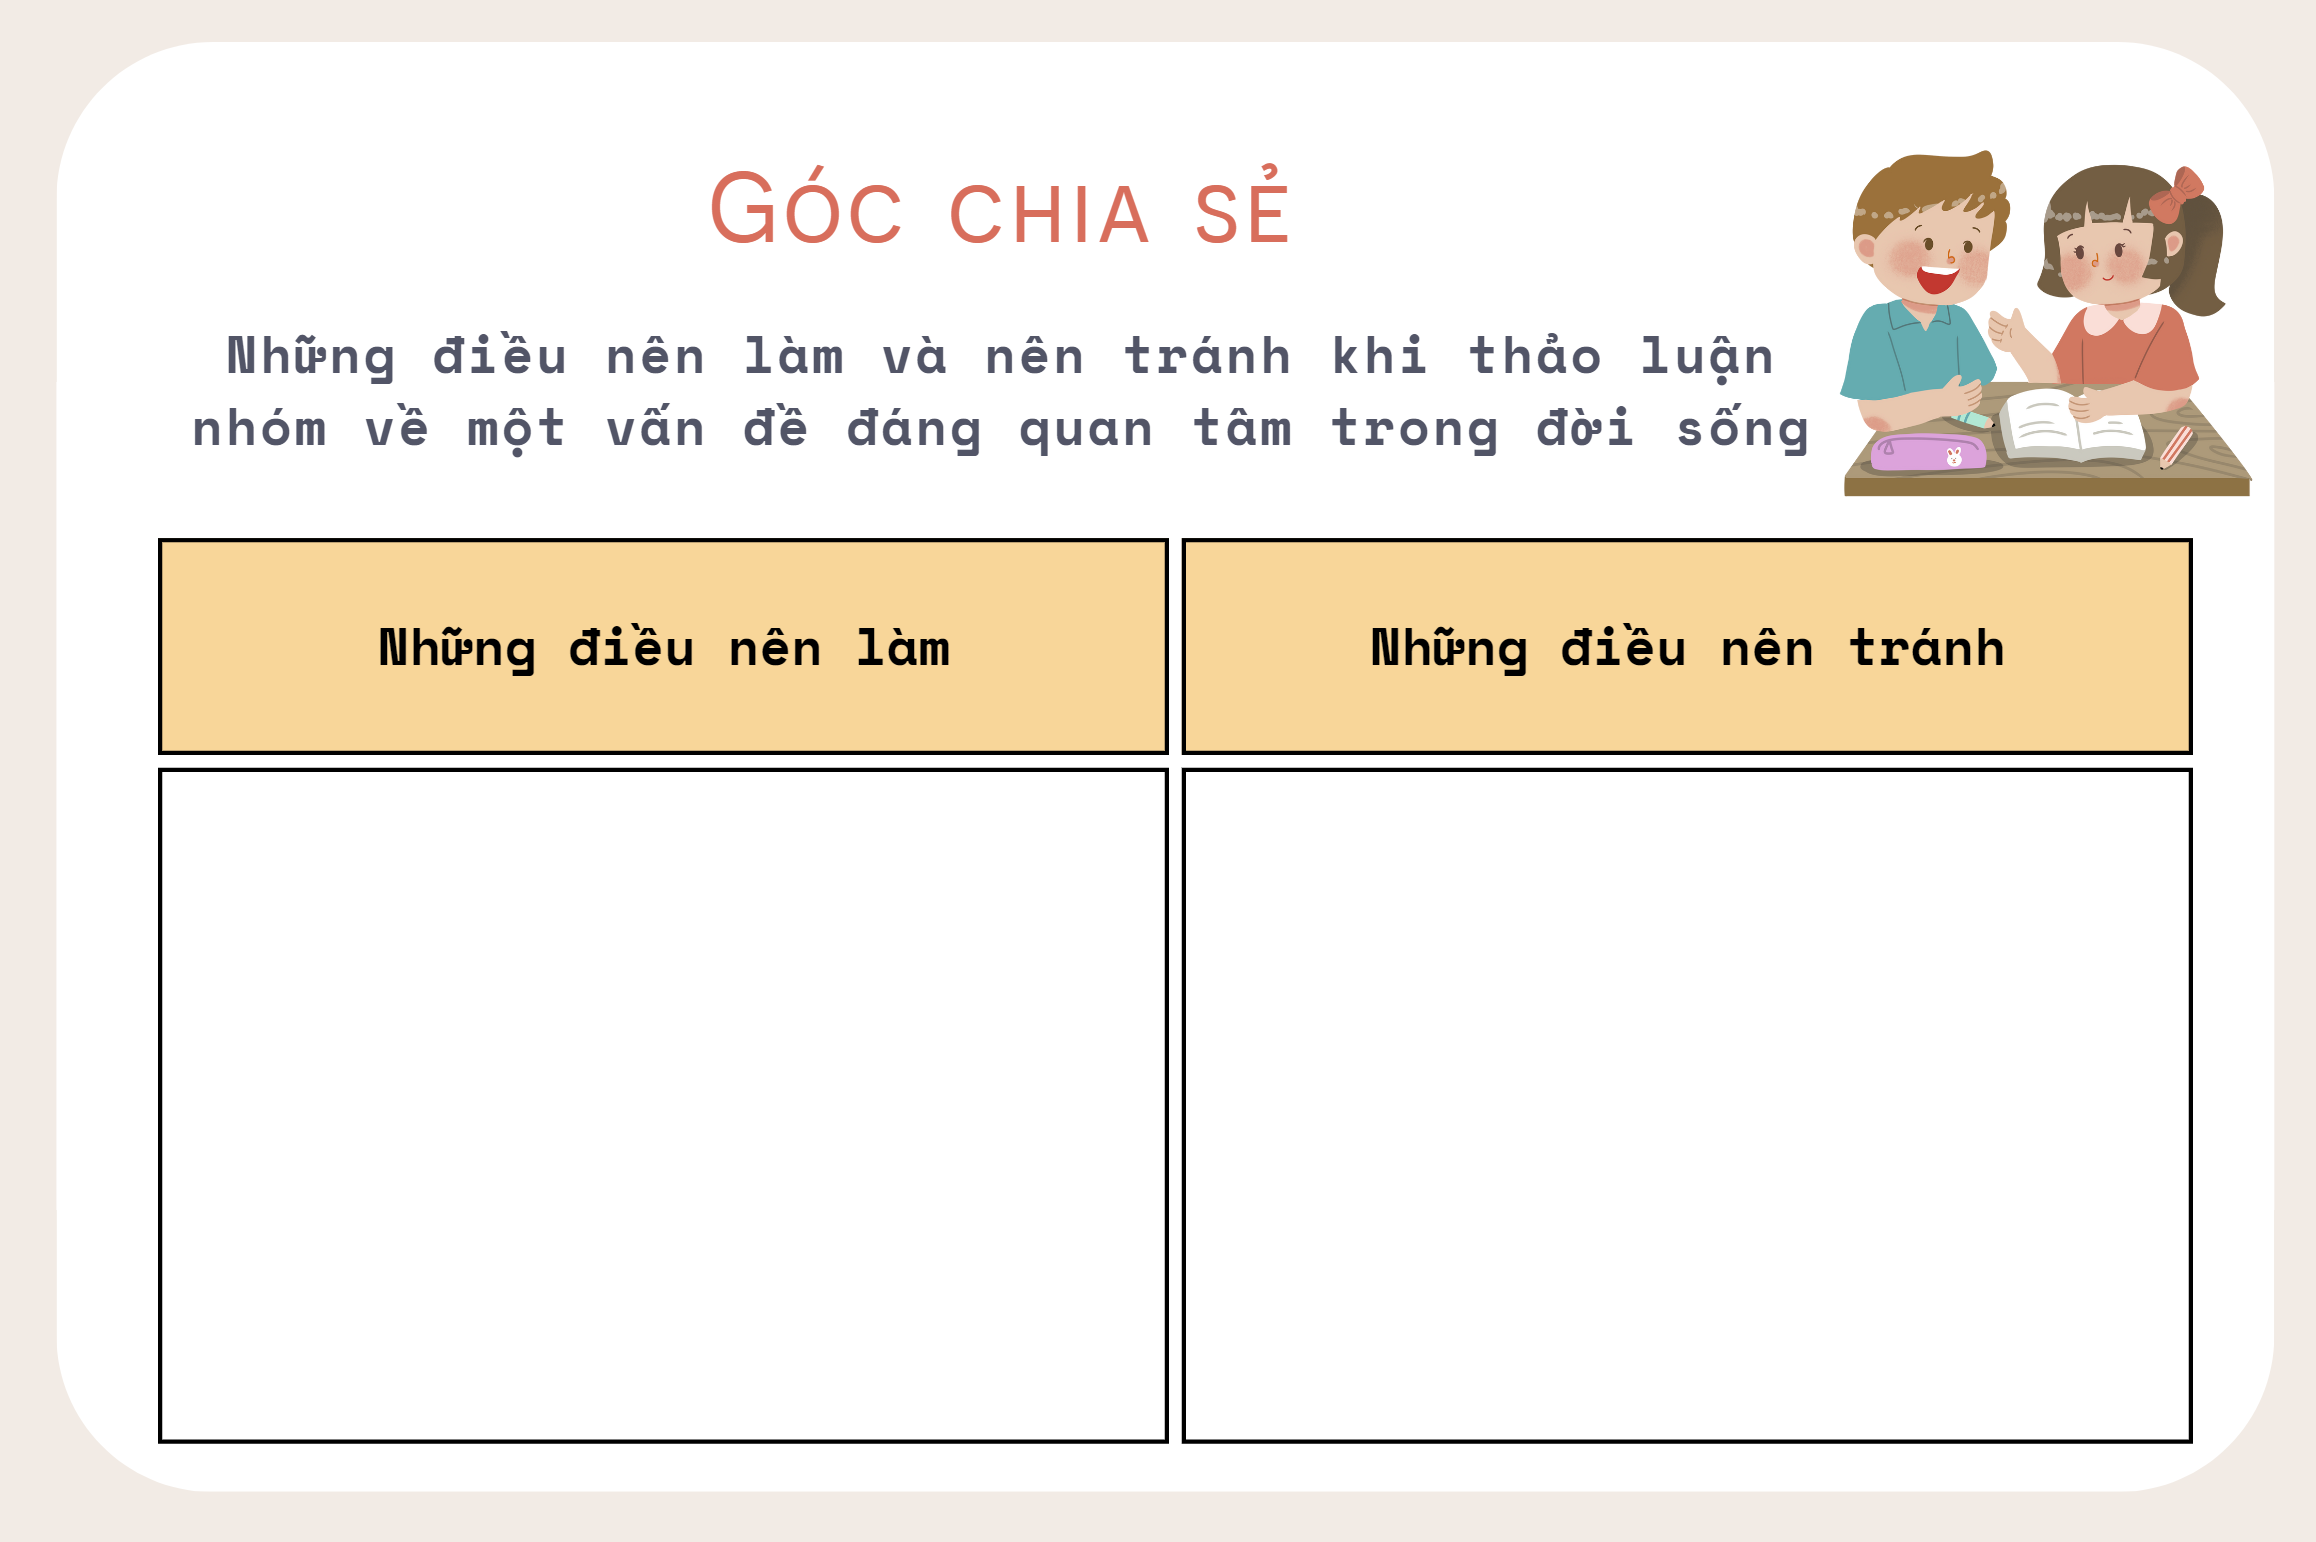 Góc chia sẻ
Những điều nên làm và nên tránh khi thảo luận
nhóm về một vấn đề đáng quan tâm trong đời sống
Những điều nên làm
Những điều nên tránh